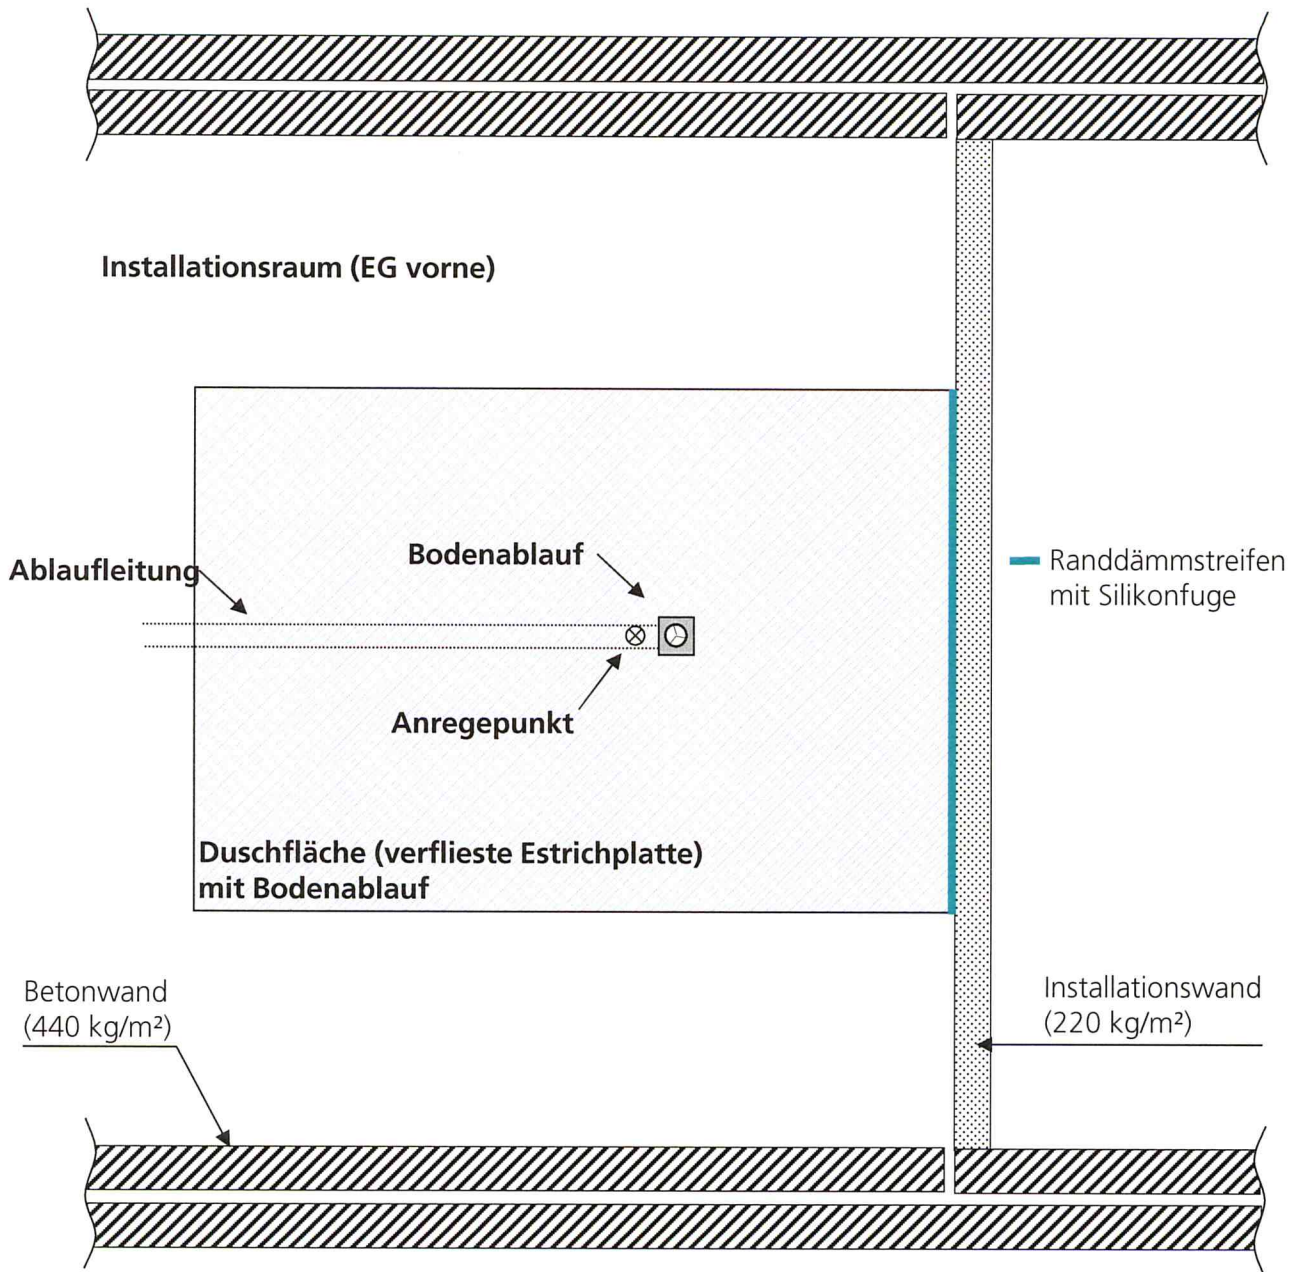 Installationsraum (EG vorne)
Ablaufleitung
Bodenablauf
Randdämmstreifen
mit Silikonfuge
Anregepunkt
Duschfläche (verflieste Estrichplatte)
mit Bodenablauf
Betonwand
(440 kg/m²)
Installationswand
(220 kg/m²)